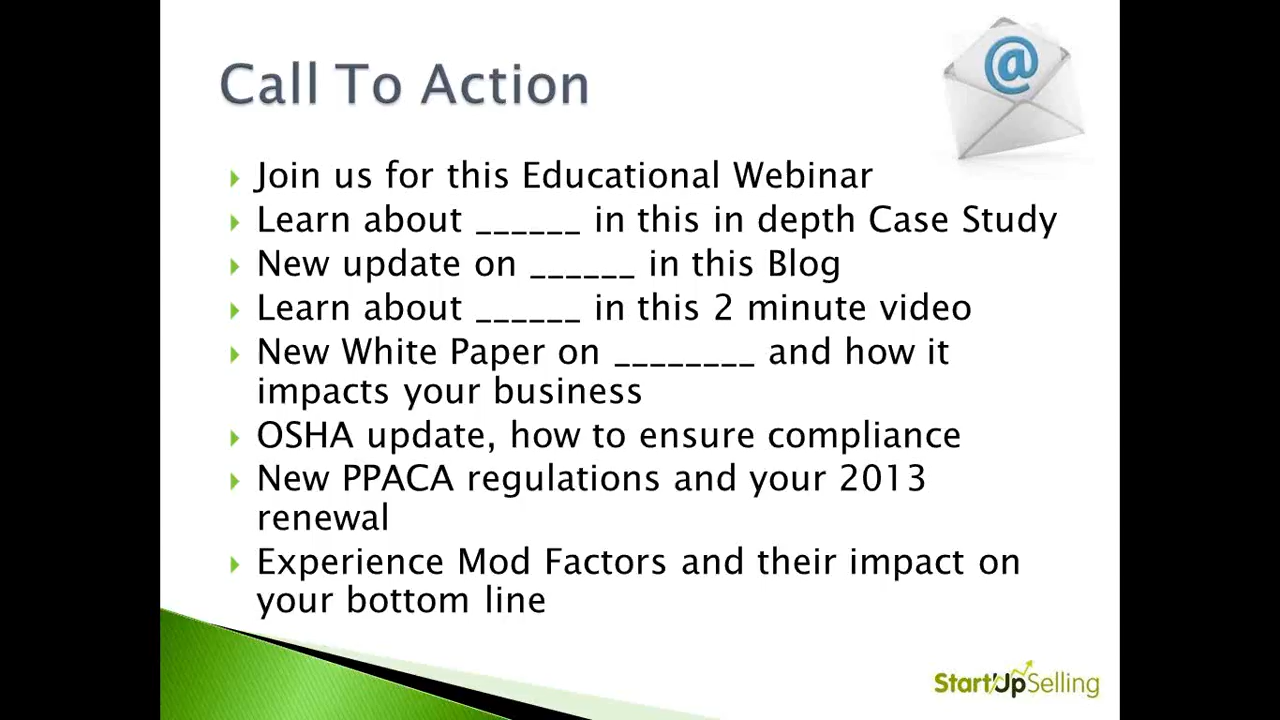 Call To Action
@
Join us for this Educational Webinar
Learn about ______ in this in depth Case Study
New update on ______ in this Blog
Learn about ______ in this 2 minute video
New White Paper on ________ and how it
impacts your business
OSHA update, how to ensure compliance
New PPACA regulations and your 2013
renewal
Experience Mod Factors and their impact on
your bottom line
StartUpSelling